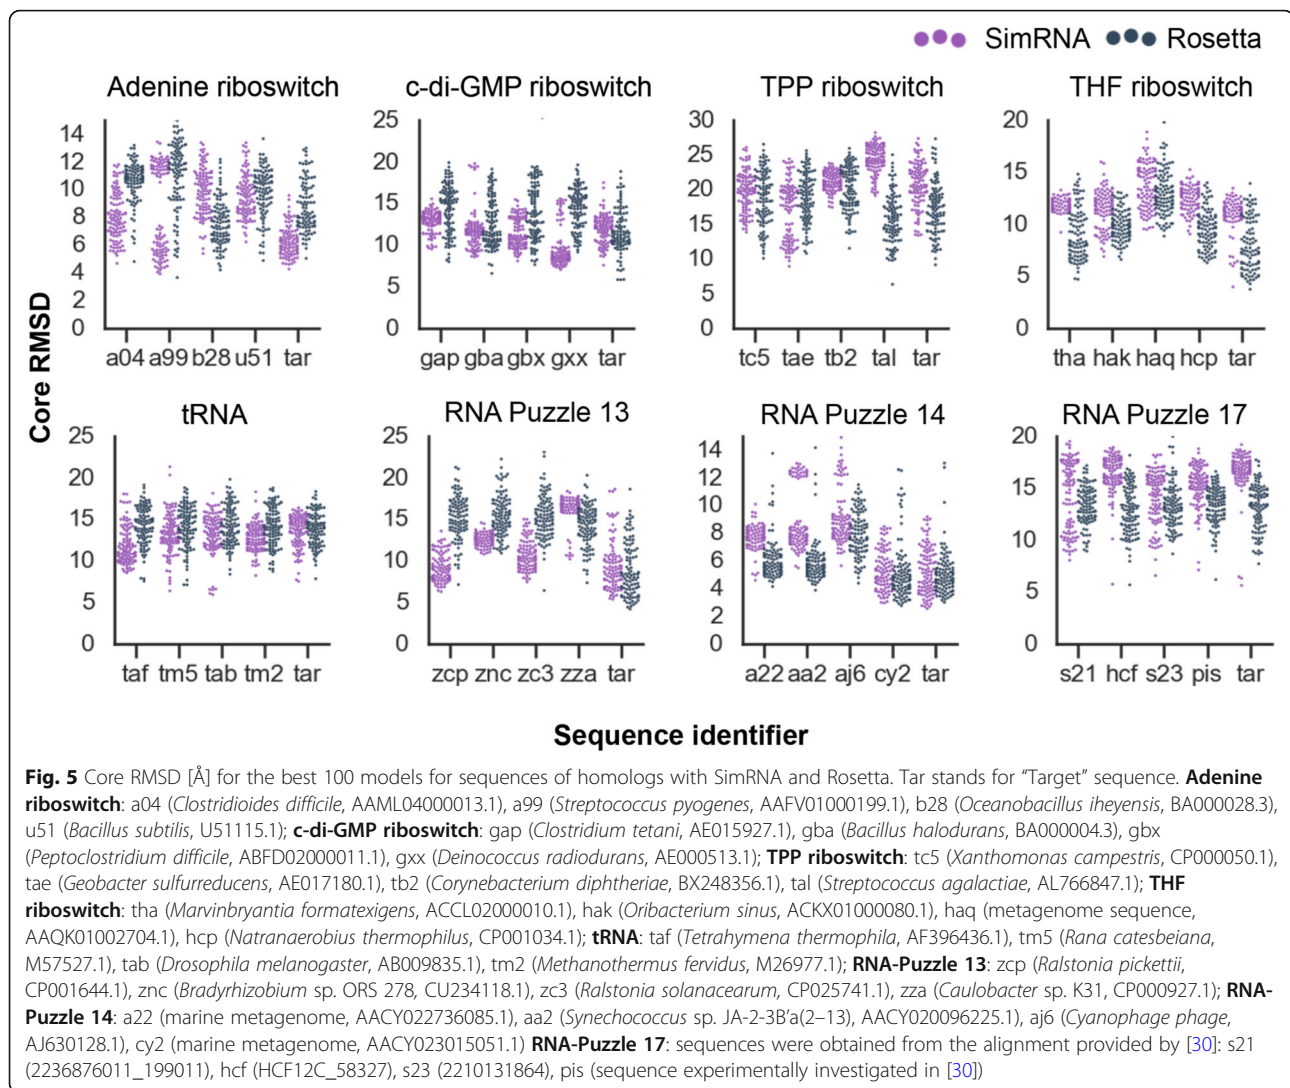 SimRNA Rosetta
Adenine riboswitch c-di-GMP riboswitch TPP riboswitch THF riboswitch
14
12
10
8
6
4
2
0
a04 a99 b28 u51 tar
25
20
15
10
5
0
gap gba gbx gxx tar
30
25
20
15
10
5
0
tc5 tae tb2 tal tar
20
15
10
5
0
tha hak haq hcp tar
Core RMSD
tRNA RNA Puzzle 13 RNA Puzzle 14 RNA Puzzle 17
25
20
15
10
5
0
taf tm5 tab tm2 tar
25
20
15
10
5
0
zcp znc zc3 zza tar
14
12
10
8
6
4
2
0
a22 aa2 aj6 cy2 tar
20
15
10
5
0
s21 hcf s23 pis tar
Sequence identifier
Fig. 5 Core RMSD [Å] for the best 100 models for sequences of homologs with SimRNA and Rosetta. Tar stands for “Target” sequence. Adenine
riboswitch: a04 (Clostridioides difficile, AAML04000013.1), a99 (Streptococcus pyogenes, AAFV01000199.1), b28 (Oceanobacillus iheyensis, BA000028.3),
u51 (Bacillus subtilis, U51115.1); c-di-GMP riboswitch: gap (Clostridium tetani, AE015927.1), gba (Bacillus halodurans, BA000004.3), gbx
(Peptoclostridium difficile, ABFD02000011.1), gxx (Deinococcus radiodurans, AE000513.1); TPP riboswitch: tc5 (Xanthomonas campestris, CP000050.1),
tae (Geobacter sulfurreducens, AE017180.1), tb2 (Corynebacterium diphtheriae, BX248356.1), tal (Streptococcus agalactiae, AL766847.1); THF
riboswitch: tha (Marvinbryantia formatexigens, ACCL02000010.1), hak (Oribacterium sinus, ACKX01000080.1), haq (metagenome sequence,
AAQK01002704.1), hcp (Natranaerobius thermophilus, CP001034.1); tRNA: taf (Tetrahymena thermophila, AF396436.1), tm5 (Rana catesbeiana,
M57527.1), tab (Drosophila melanogaster, AB009835.1), tm2 (Methanothermus fervidus, M26977.1); RNA-Puzzle 13: zcp (Ralstonia pickettii,
CP001644.1), znc (Bradyrhizobium sp. ORS 278, CU234118.1), zc3 (Ralstonia solanacearum, CP025741.1), zza (Caulobacter sp. K31, CP000927.1); RNA-
Puzzle 14: a22 (marine metagenome, AACY022736085.1), aa2 (Synechococcus sp. JA-2-3B’a(2–13), AACY020096225.1), aj6 (Cyanophage phage,
AJ630128.1), cy2 (marine metagenome, AACY023015051.1) RNA-Puzzle 17: sequences were obtained from the alignment provided by [30]: s21
(2236876011_199011), hcf (HCF12C_58327), s23 (2210131864), pis (sequence experimentally investigated in [30])